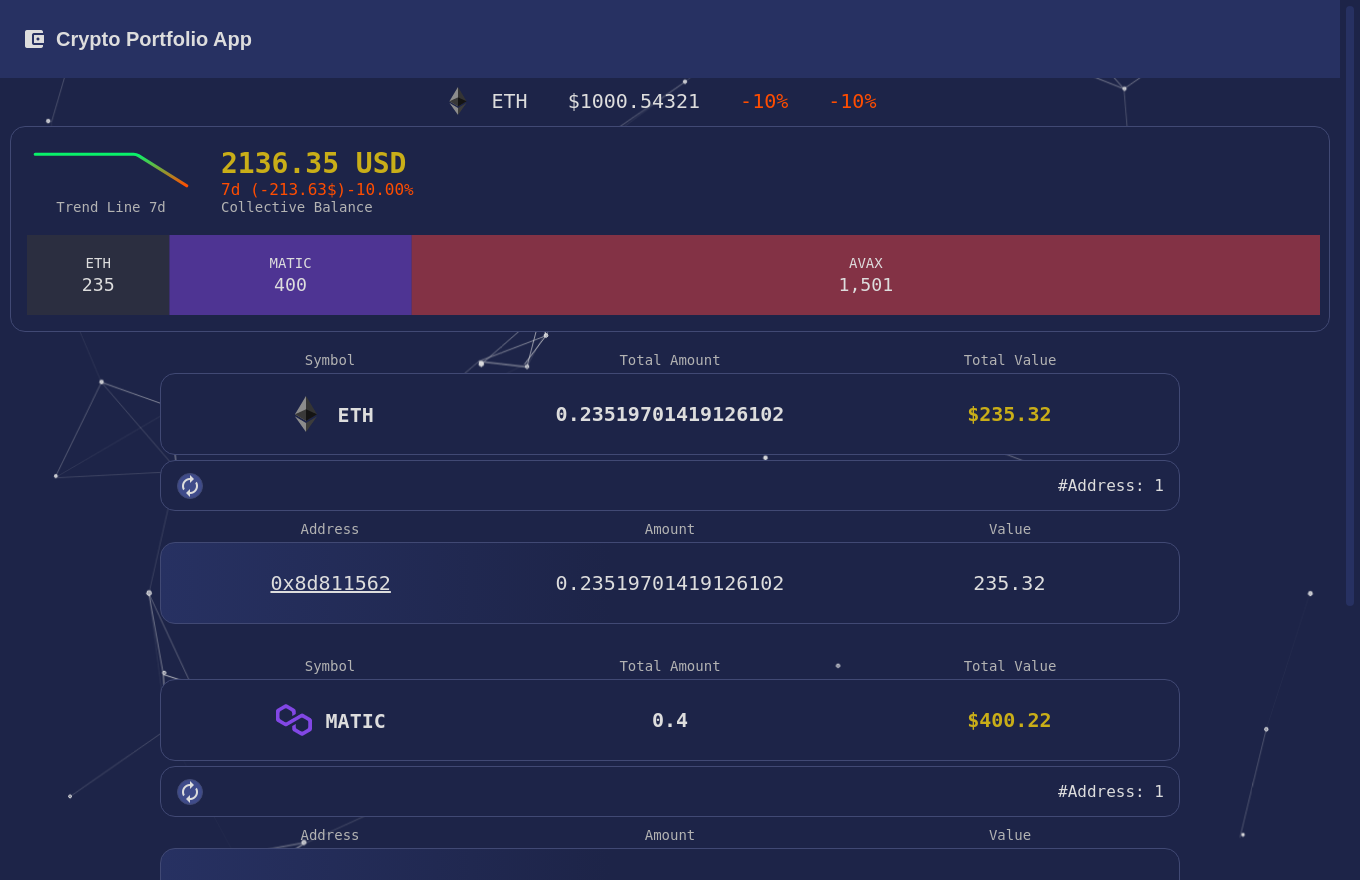 Crypto Portfolio App
ETH $1000.54321 -10% -10%
2136.35 USD
7d (-213.63$)-10.00%
Trend Line 7d Collective Balance
ETH MATIC AVAX
235 400 1,501
Symbol Total Amount Total Value
ETH 0.23519701419126102 $235.32
#Address: 1
Address Amount Value
0x8d811562 0.23519701419126102 235.32
Symbol Total Amount Total Value
MATIC 0.4 $400.22
#Address: 1
Address Amount Value